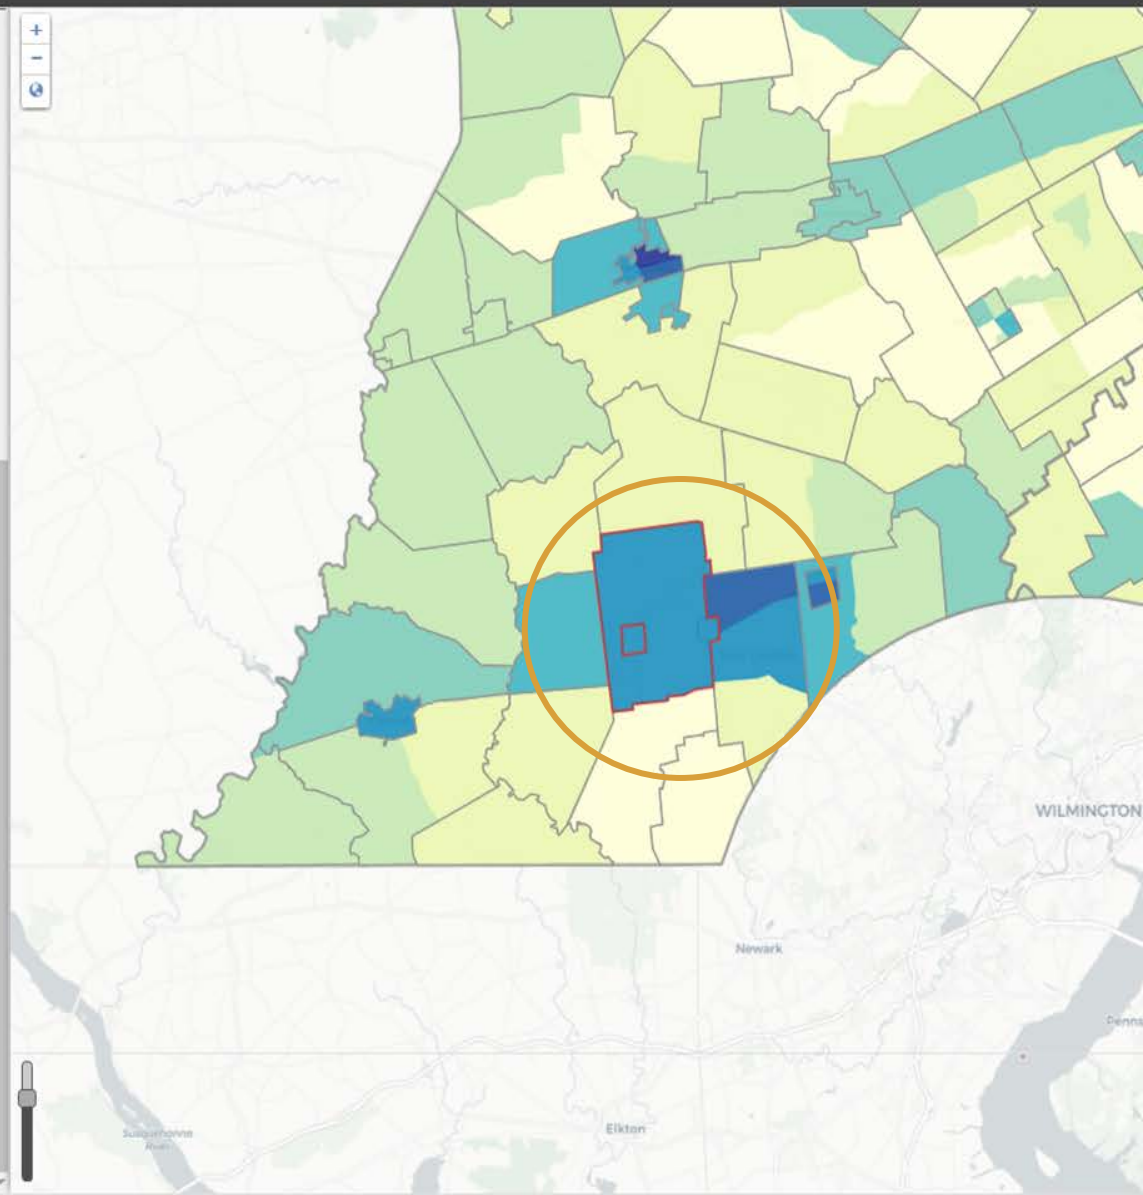 +
−
WILMINGTON
Newark
Penns
Susquehanna
River
Elkton